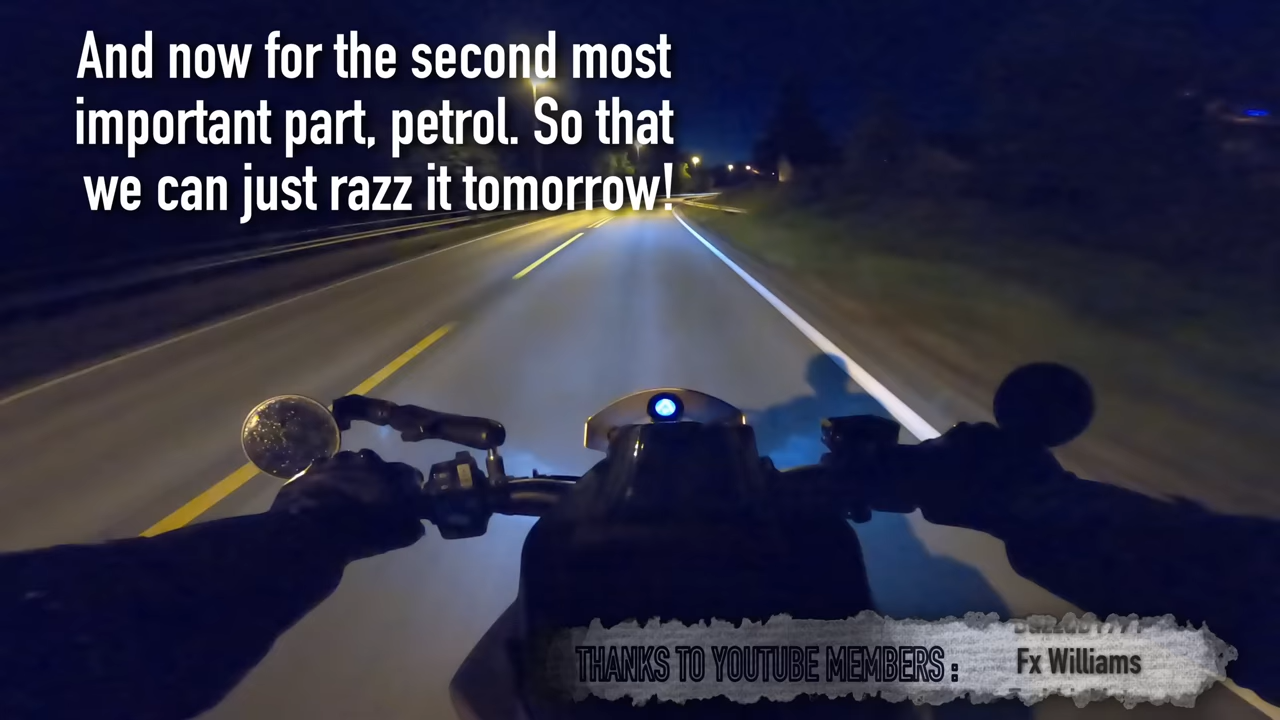 And now for the second most
important part, petrol. So that
we can just razz it tomorrow!
THANKS TO YOUTUBE MEMBERS :
Fx Williams